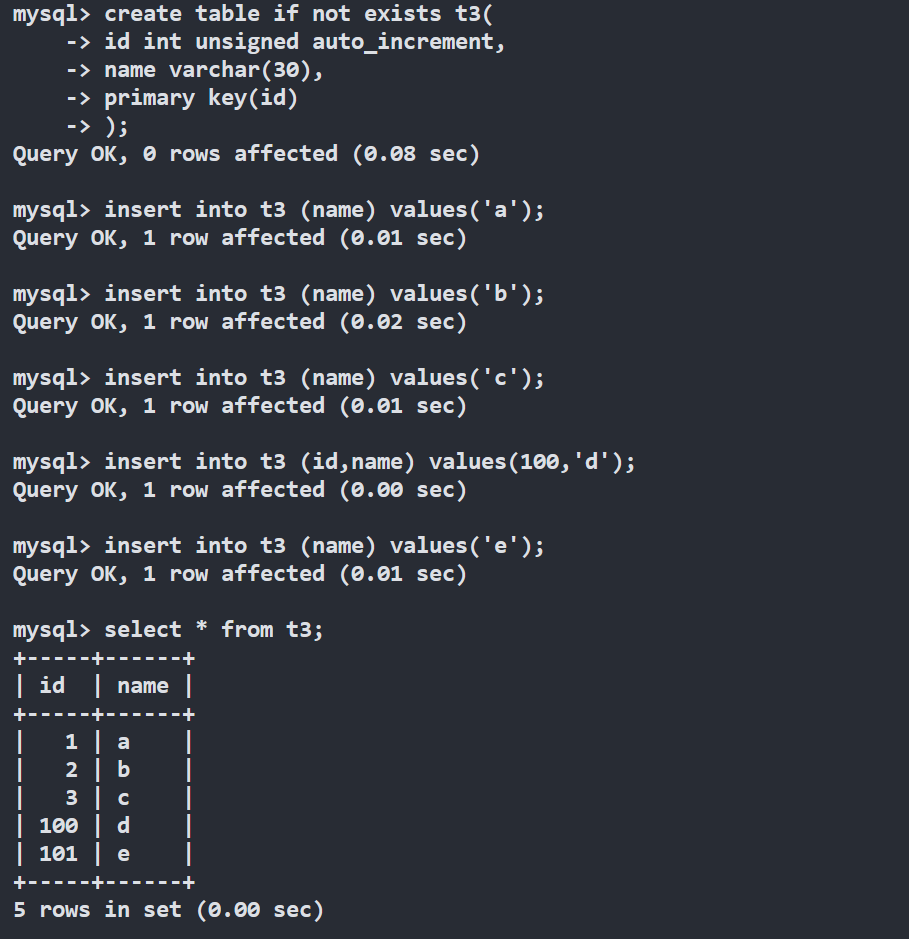 mysql> create table if not exists t3(
    -> id int unsigned auto_increment,
    -> name varchar(30),
    -> primary key(id)
    -> );
Query OK, 0 rows affected (0.08 sec)

mysql> insert into t3 (name) values('a');
Query OK, 1 row affected (0.01 sec)

mysql> insert into t3 (name) values('b');
Query OK, 1 row affected (0.02 sec)

mysql> insert into t3 (name) values('c');
Query OK, 1 row affected (0.01 sec)

mysql> insert into t3 (id,name) values(100,'d');
Query OK, 1 row affected (0.00 sec)

mysql> insert into t3 (name) values('e');
Query OK, 1 row affected (0.01 sec)

mysql> select * from t3;
+-----+------+
| id  | name |
+-----+------+
|   1 | a    |
|   2 | b    |
|   3 | c    |
| 100 | d    |
| 101 | e    |
+-----+------+
5 rows in set (0.00 sec)